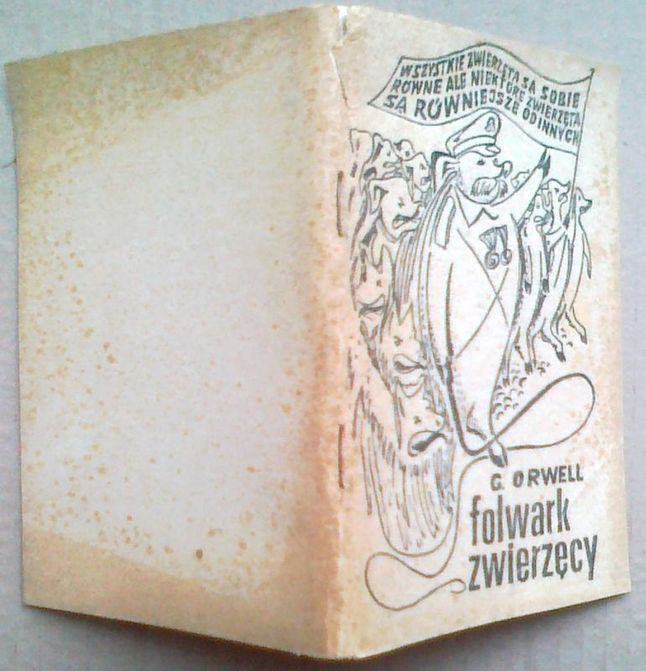 WSZYSTKIE ZWIERZĘTA SĄ SOBIE
RÓWNE ALE NIEKTÓRE ZWIERZĘTA
SĄ RÓWNIEJSZE OD INNYCH
G. ORWELL
folwark
zwierzęcy